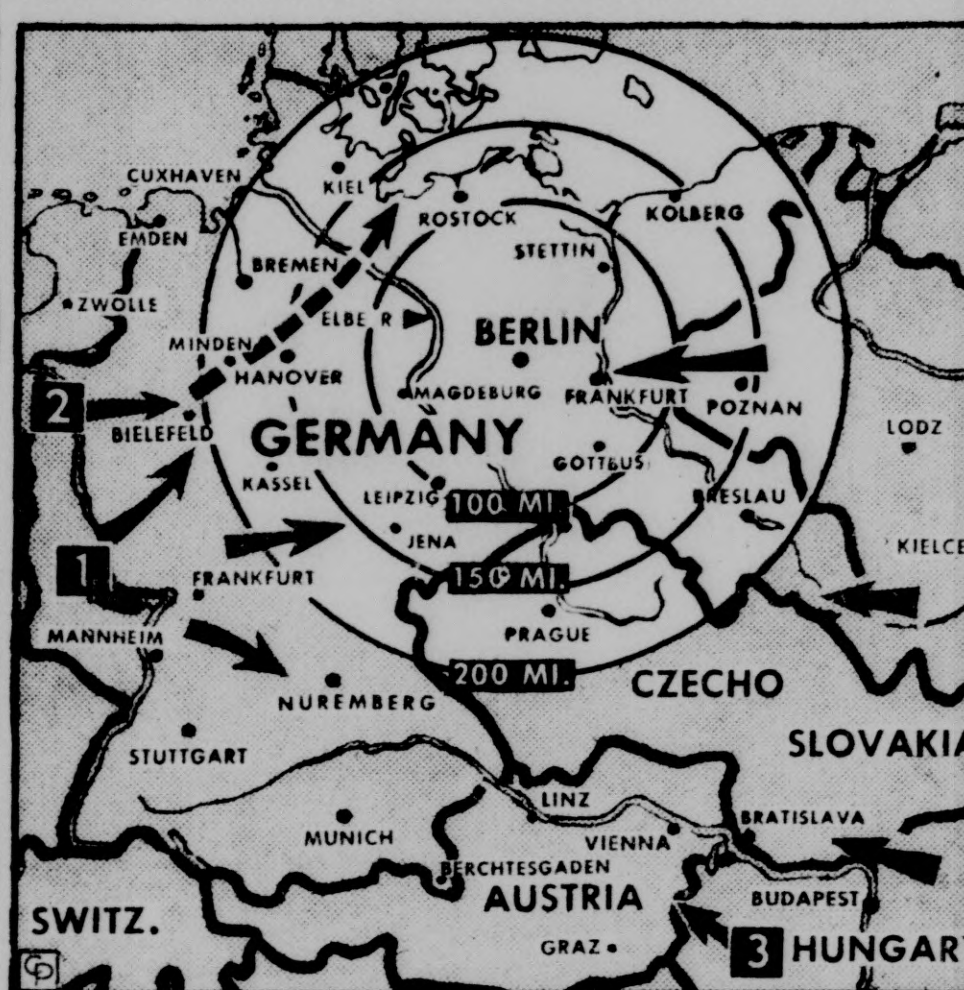 CUXHAVEN
KIEL
ROSTOCK
KOLBERG
EMDEN
STETTIN
BREMEN
ZWOLLE
ELBE R
BERLIN
MINDEN
HANOVER
2
MAGDEBURG
FRANKFURT
POZNAN
BIELEFELD
GERMANY
LODZ
GOTTBUS
KASSEL
LEIPZIG
100 MI.
BRESLAU
JENA
KIELCE
1
FRANKFURT
150 MI.
PRAGUE
MANNHEIM
200 MI.
CZECHO
NUREMBERG
STUTTGART
SLOVAKIA
LINZ
BRATISLAVA
MUNICH
VIENNA
BERCHTESGADEN
AUSTRIA
BUDAPEST
SWITZ.
GRAZ
3
HUNGARY
CP